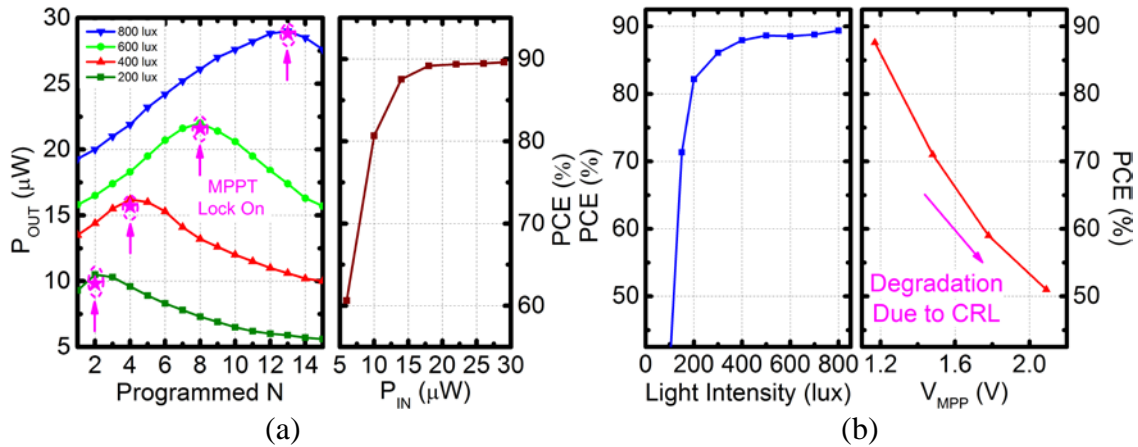 P_OUT (μW)
30
25
20
15
10
5
800 lux
600 lux
400 lux
200 lux
MPPT
Lock On
2 4 6 8 10 12 14
Programmed N
90
80
70
60
PCE (%)
5 10 15 20 25 30
P_IN (μW)
(a)
PCE (%)
90
80
70
60
50
0 200 400 600 800
Light Intensity (lux)
Degradation
Due to CRL
1.2 1.6 2.0
V_MPP (V)
90
80
70
60
50
PCE (%)
(b)